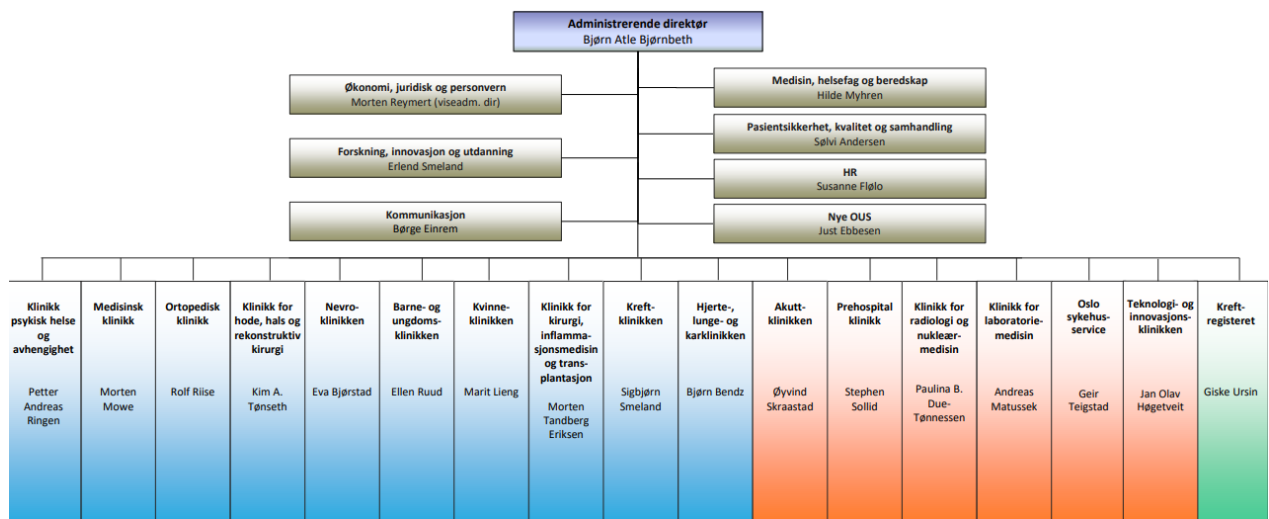 Administrerende direktør
Bjørn Atle Bjørnbeth
Økonomi, juridisk og personvern
Morten Reymert (viseadm. dir)
Medisin, helsefag og beredskap
Hilde Myhren
Pasientsikkerhet, kvalitet og samhandling
Sølvi Andersen
Forskning, innovasjon og utdanning
Erlend Smeland
HR
Susanne Flølo
Kommunikasjon
Børge Einrem
Nye OUS
Just Ebbesen
Klinikk
psykisk helse
og
avhengighet
Petter
Andreas
Ringen
Medisinsk
klinikk
Morten
Mowe
Ortopedisk
klinikk
Rolf Riise
Klinikk for
hode, hals og
rekonstruktiv
kirurgi
Kim A.
Tønseth
Nevro-
klinikken
Eva Bjørstad
Barne- og
ungdoms-
klinikken
Ellen Ruud
Kvinne-
klinikken
Marit Lieng
Klinikk for
kirurgi,
inflamma-
sjonsmedisin
og trans-
plantasjon
Morten
Tandberg
Eriksen
Kreft-
klinikken
Sigbjørn
Smeland
Hjerte-,
lunge- og
karklinikken
Bjørn Bendz
Akutt-
klinikken
Øyvind
Skraastad
Prehospital
klinikk
Stephen
Sollid
Klinikk for
radiologi og
nukleær-
medisin
Paulina B.
Due-
Tønnessen
Klinikk for
laboratorie-
medisin
Andreas
Matussek
Oslo
sykehus-
service
Geir
Teigstad
Teknologi- og
innovasjons-
klinikken
Jan Olav
Høgetveit
Kreft-
registeret
Giske Ursin